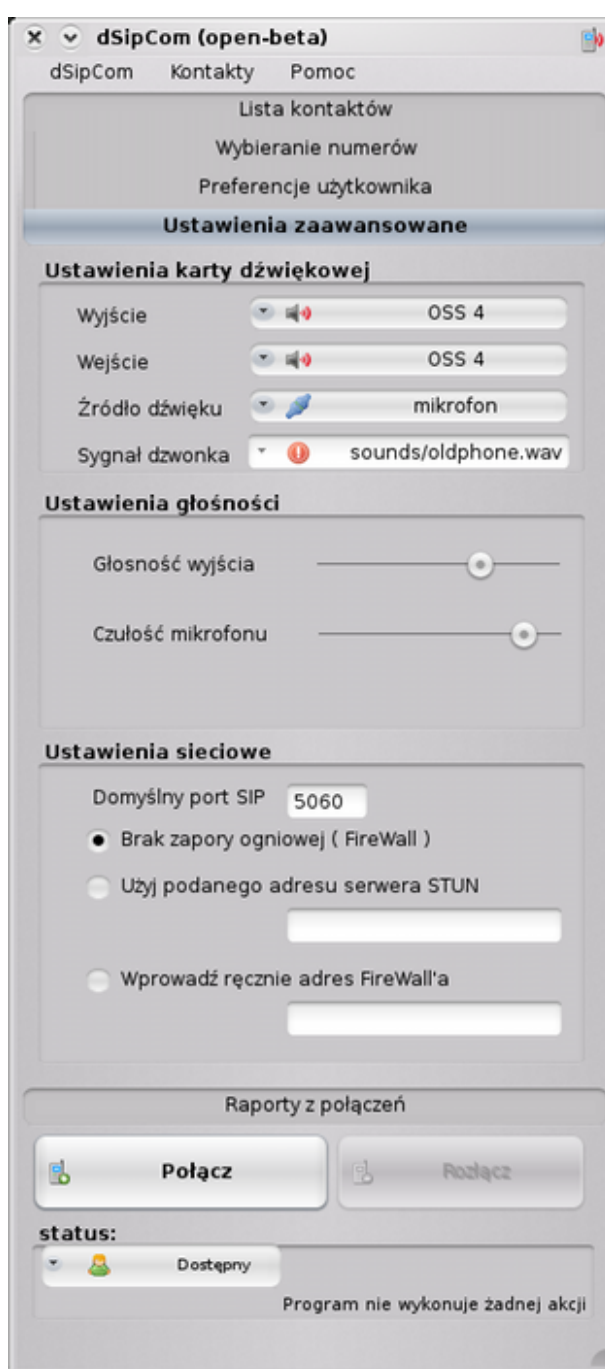 dSipCom (open-beta)
dSipCom Kontakty Pomoc
Lista kontaktów
Wybieranie numerów
Preferencje użytkownika
Ustawienia zaawansowane
Ustawienia karty dźwiękowej
Wyjście OSS 4
Wejście OSS 4
Źródło dźwięku mikrofon
Sygnał dzwonka sounds/oldphone.wav
Ustawienia głośności
Głosność wyjścia
Czułość mikrofonu
Ustawienia sieciowe
Domyślny port SIP 5060
Brak zapory ogniowej ( FireWall )
Użyj podanego adresu serwera STUN
Wprowadź ręcznie adres FireWall'a
Raporty z połączeń
Połącz Rozłącz
status:
Dostępny
Program nie wykonuje żadnej akcji